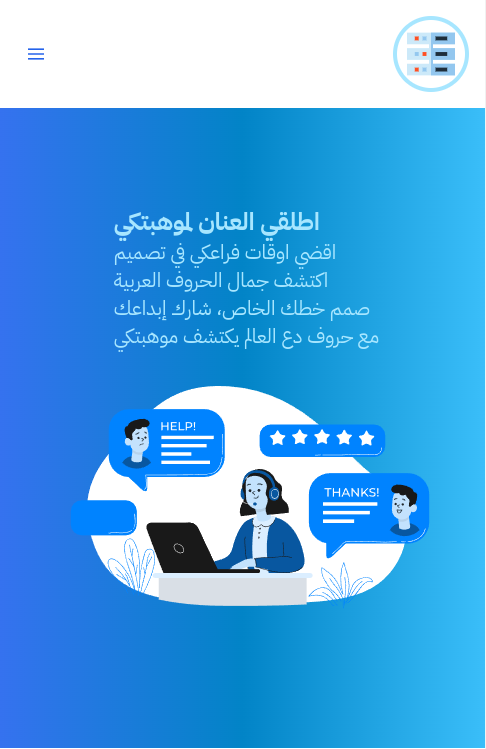 اطلقي العنان لموهبتكي
اقضي اوقات فراعكي في تصميم
اكتشف جمال الحروف العربية
صمم خطك الخاص، شارك إبداعك
مع حروف دع العالم يكتشف موهبتكي
HELP!
THANKS!